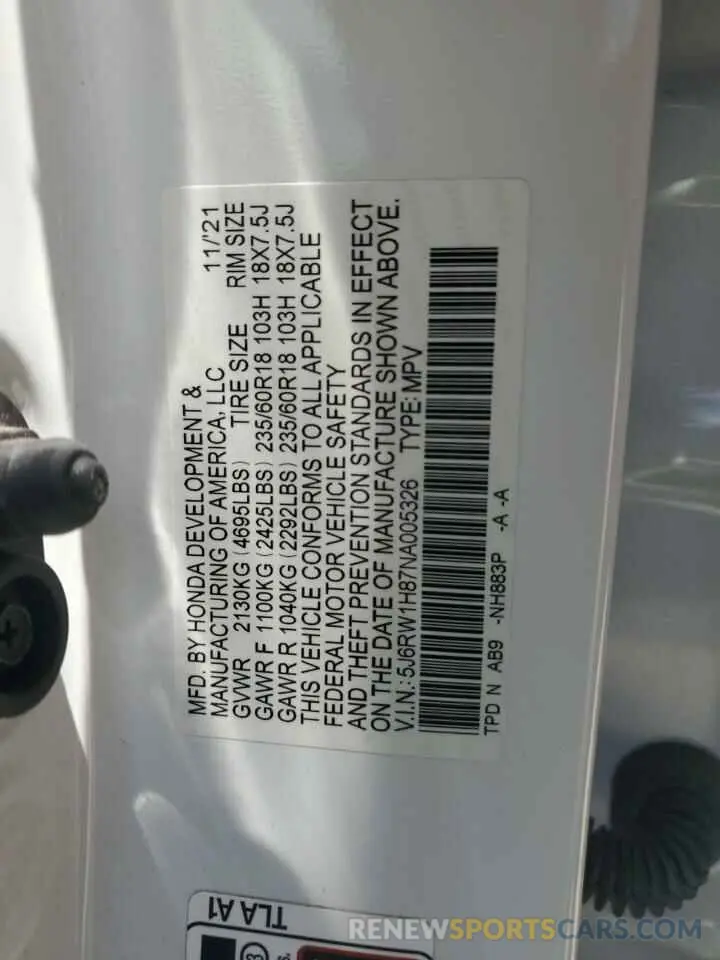 MFD. BY HONDA DEVELOPMENT &
MANUFACTURING OF AMERICA, LLC 11/'21
GVWR 2130KG (4695LBS) TIRE SIZE RIM SIZE
GAWR F 1100KG (2425LBS) 235/60R18 103H 18X7.5J
GAWR R 1040KG (2292LBS) 235/60R18 103H 18X7.5J
THIS VEHICLE CONFORMS TO ALL APPLICABLE
FEDERAL MOTOR VEHICLE SAFETY
AND THEFT PREVENTION STANDARDS IN EFFECT
ON THE DATE OF MANUFACTURE SHOWN ABOVE.
V.I.N.: 5J6RW1H87NA005326 TYPE: MPV
TPD N AB9 -NH883P -A -A
TLA A1
3
s.
RENEWSPORTSCARS.COM